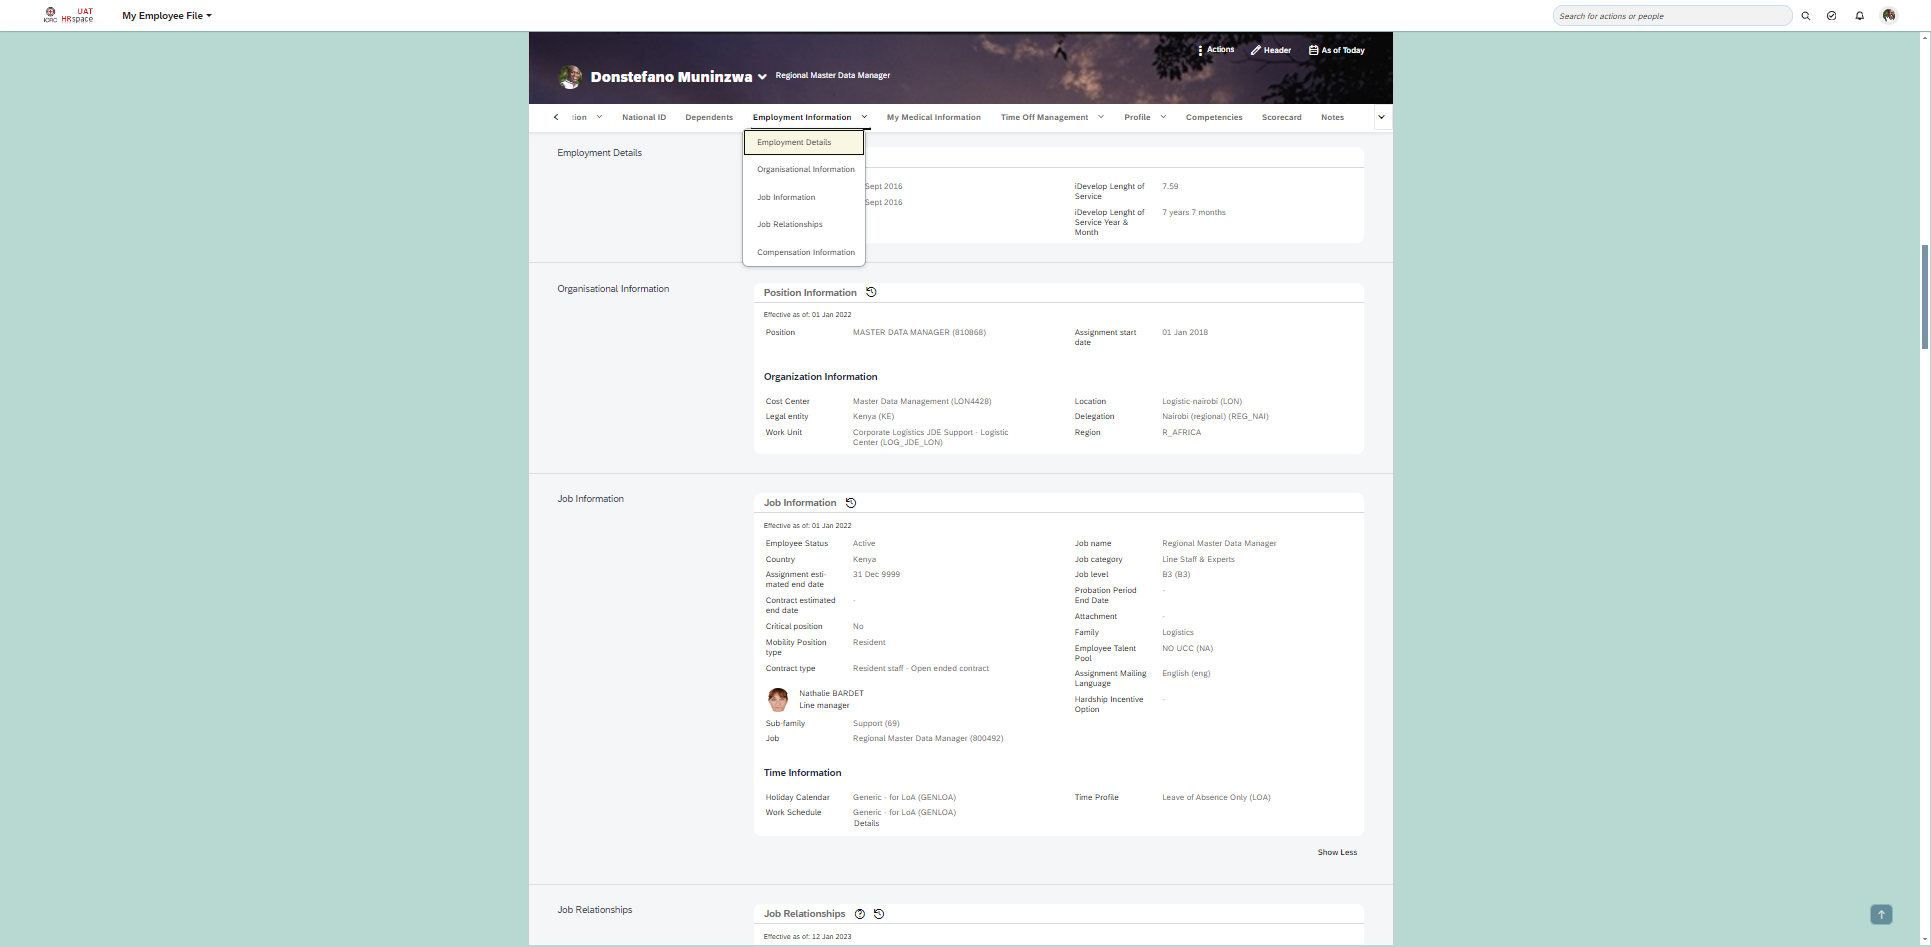 ICRC
UAT
HRspace
My Employee File
Search for actions or people
Actions
Header
As of Today
Donstefano Muninzwa
Regional Master Data Manager
tion
National ID
Dependents
Employment Information
My Medical Information
Time Off Management
Profile
Competencies
Scorecard
Notes
Employment Details
Organisational Information
Job Information
Job Relationships
Compensation Information
Employment Details
Sept 2016
Sept 2016
iDevelop Lenght of
Service
7.59
iDevelop Lenght of
Service Year &
Month
7 years 7 months
Organisational Information
Position Information
Effective as of: 01 Jan 2022
Position
MASTER DATA MANAGER (810868)
Assignment start
date
01 Jan 2018
Organization Information
Cost Center
Master Data Management (LON4428)
Location
Logistic-nairobi (LON)
Legal entity
Kenya (KE)
Delegation
Nairobi (regional) (REG_NAI)
Work Unit
Corporate Logistics JDE Support - Logistic
Center (LOG_JDE_LON)
Region
R_AFRICA
Job Information
Job Information
Effective as of: 01 Jan 2022
Employee Status
Active
Country
Kenya
Assignment esti-
mated end date
31 Dec 9999
Contract estimated
end date
-
Critical position
No
Mobility Position
type
Resident
Contract type
Resident staff - Open ended contract
Nathalie BARDET
Line manager
Sub-family
Support (69)
Job
Regional Master Data Manager (800492)
Job name
Regional Master Data Manager
Job category
Line Staff & Experts
Job level
B3 (B3)
Probation Period
End Date
-
Attachment
-
Family
Logistics
Employee Talent
Pool
NO UCC (NA)
Assignment Mailing
Language
English (eng)
Hardship Incentive
Option
-
Time Information
Holiday Calendar
Generic - for LoA (GENLOA)
Time Profile
Leave of Absence Only (LOA)
Work Schedule
Generic - for LoA (GENLOA)
Details
Show Less
Job Relationships
Job Relationships
Effective as of: 12 Jan 2023